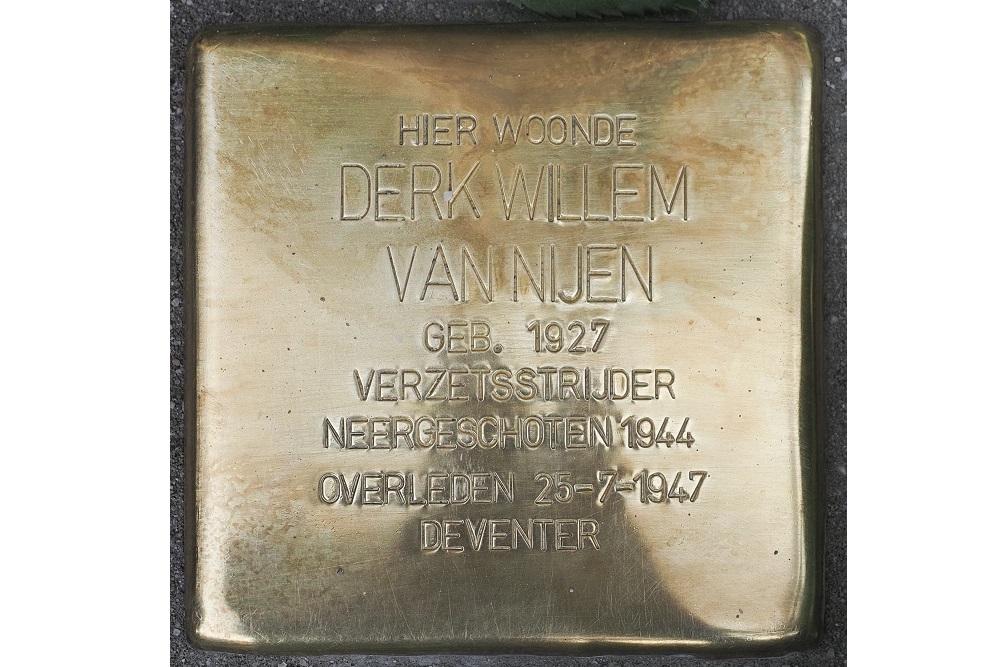 HIER WOONDE
DERK WILLEM
VAN NIJEN
GEB. 1927
VERZETSSTRIJDER
NEERGESCHOTEN 1944
OVERLEDEN 25-7-1947
DEVENTER